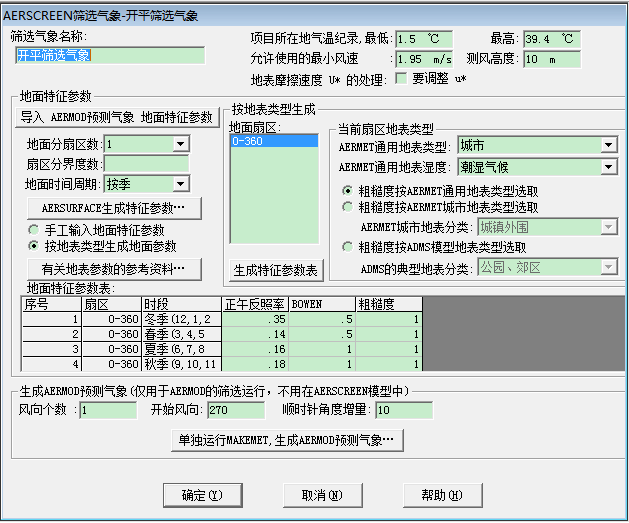 AERSCREEN筛选气象-开平筛选气象
筛选气象名称:
开平筛选气象
项目所在地气温纪录,最低: 1.5 ℃ 最高: 39.4 ℃
允许使用的最小风速 : 1.95 m/s 测风高度: 10 m
地表摩擦速度 U* 的处理: 要调整 u*
地面特征参数
导入 AERMOD预测气象 地面特征参数
地面分扇区数: 1
扇区分界度数:
地面时间周期: 按季
AERSURFACE生成特征参数…
手工输入地面特征参数
按地表类型生成地面参数
有关地表参数的参考资料…
按地表类型生成
地面扇区:
0-360
生成特征参数表
当前扇区地表类型
AERMET通用地表类型: 城市
AERMET通用地表湿度: 潮湿气候
粗糙度按AERMET通用地表类型选取
粗糙度按AERMET城市地表类型选取
AERMET城市地表分类: 城镇外围
粗糙度按ADMS模型地表类型选取
ADMS的典型地表分类: 公园、郊区
地面特征参数表:
序号 扇区 时段 正午反照率 BOWEN 粗糙度
1 0-360 冬季(12,1,2 .35 .5 1
2 0-360 春季(3,4,5 .14 .5 1
3 0-360 夏季(6,7,8 .16 1 1
4 0-360 秋季(9,10,11 .18 1 1
生成AERMOD预测气象(仅用于AERMOD的筛选运行，不用在AERSCREEN模型中)
风向个数 : 1 开始风向: 270 顺时针角度增量: 10
单独运行MAKEMET,生成AERMOD预测气象…
确定(Y) 取消(N) 帮助(H)